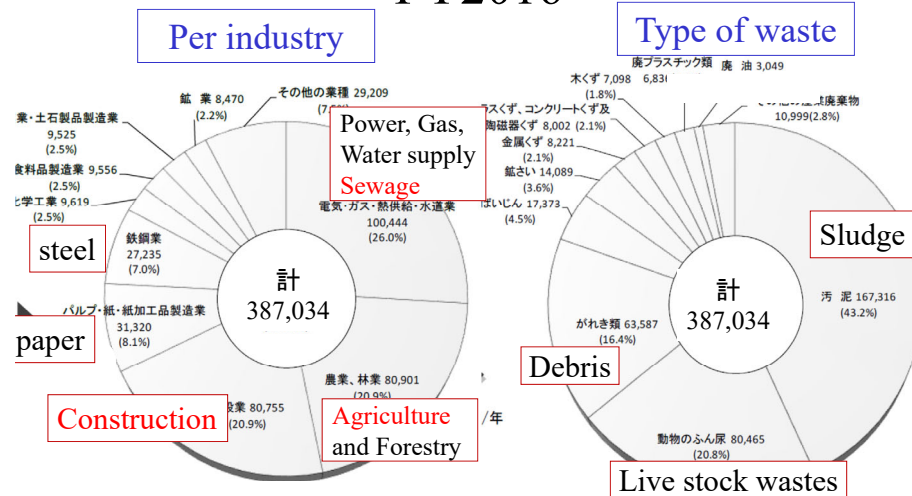 Per industry
その他の業種 29,209
鉱 業 8,470
(2.2%)
業・土石製品製造業
9,525
(2.5%)
食料品製造業 9,556
(2.5%)
化学工業 9,619
(2.5%)
Power, Gas,
Water supply
Sewage
電気・ガス・熱供給・水道業
100,444
(26.0%)
steel
鉄鋼業
27,235
(7.0%)
計
387,034
パルプ・紙・紙加工品製造業
31,320
(8.1%)
paper
農業、林業 80,901
(20.9%)
Construction
設業 80,755
(20.9%)
Agriculture
and Forestry
/年
Type of waste
廃プラスチック類
廃 油 3,049
木くず 7,098
(1.8%)
10,999(2.8%)
ラスくず、コンクリートくず及
陶磁器くず 8,002 (2.1%)
金属くず 8,221
(2.1%)
鉱さい 14,089
(3.6%)
ばいじん 17,373
(4.5%)
Sludge
計
387,034
汚 泥 167,316
(43.2%)
がれき類 63,587
(16.4%)
Debris
動物のふん尿 80,465
(20.8%)
Live stock wastes